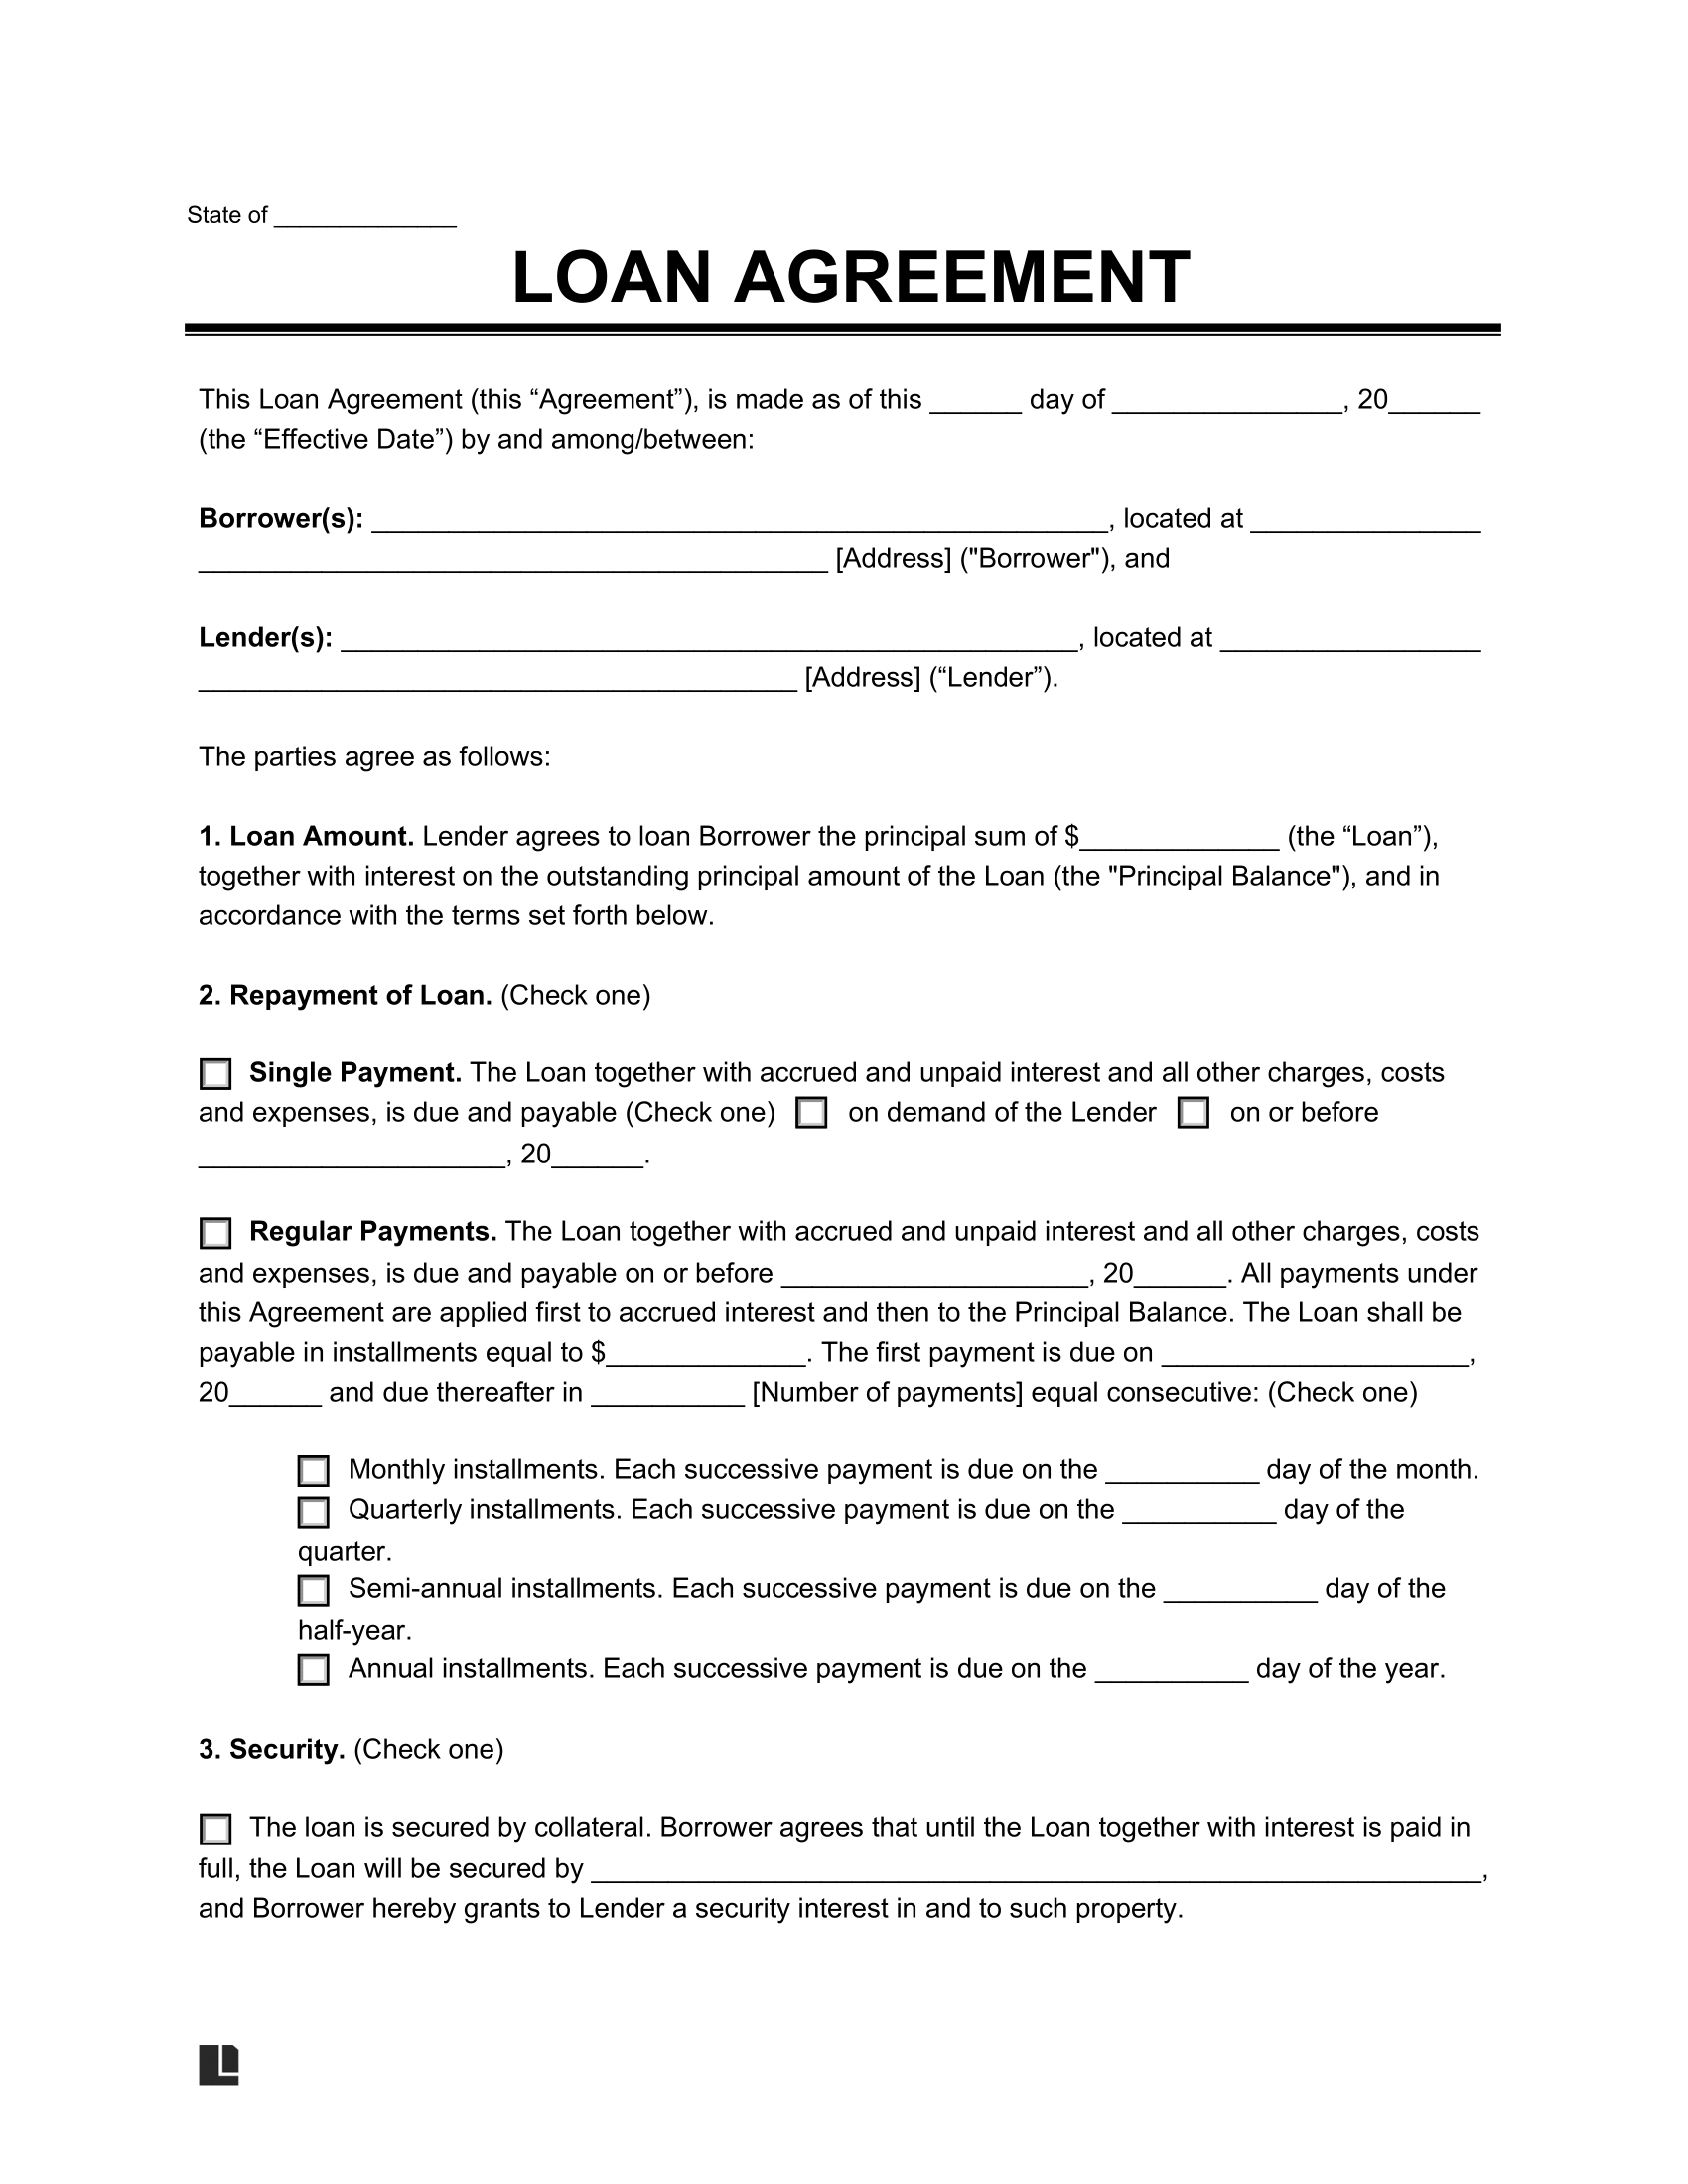 State of ______________
LOAN AGREEMENT
This Loan Agreement (this “Agreement”), is made as of this ______ day of _______________, 20______
(the “Effective Date”) by and among/between:
Borrower(s): ________________________________________________, located at _______________
_________________________________________ [Address] ("Borrower"), and
Lender(s): ________________________________________________, located at _________________
_______________________________________ [Address] (“Lender”).
The parties agree as follows:
1. Loan Amount. Lender agrees to loan Borrower the principal sum of $_____________ (the “Loan”),
together with interest on the outstanding principal amount of the Loan (the "Principal Balance"), and in
accordance with the terms set forth below.
2. Repayment of Loan. (Check one)
☐ Single Payment. The Loan together with accrued and unpaid interest and all other charges, costs
and expenses, is due and payable (Check one) ☐ on demand of the Lender ☐ on or before
____________________, 20______.
☐ Regular Payments. The Loan together with accrued and unpaid interest and all other charges, costs
and expenses, is due and payable on or before ____________________, 20______. All payments under
this Agreement are applied first to accrued interest and then to the Principal Balance. The Loan shall be
payable in installments equal to $_____________. The first payment is due on ____________________,
20______ and due thereafter in __________ [Number of payments] equal consecutive: (Check one)
☐ Monthly installments. Each successive payment is due on the __________ day of the month.
☐ Quarterly installments. Each successive payment is due on the __________ day of the
quarter.
☐ Semi-annual installments. Each successive payment is due on the __________ day of the
half-year.
☐ Annual installments. Each successive payment is due on the __________ day of the year.
3. Security. (Check one)
☐ The loan is secured by collateral. Borrower agrees that until the Loan together with interest is paid in
full, the Loan will be secured by __________________________________________________________,
and Borrower hereby grants to Lender a security interest in and to such property.